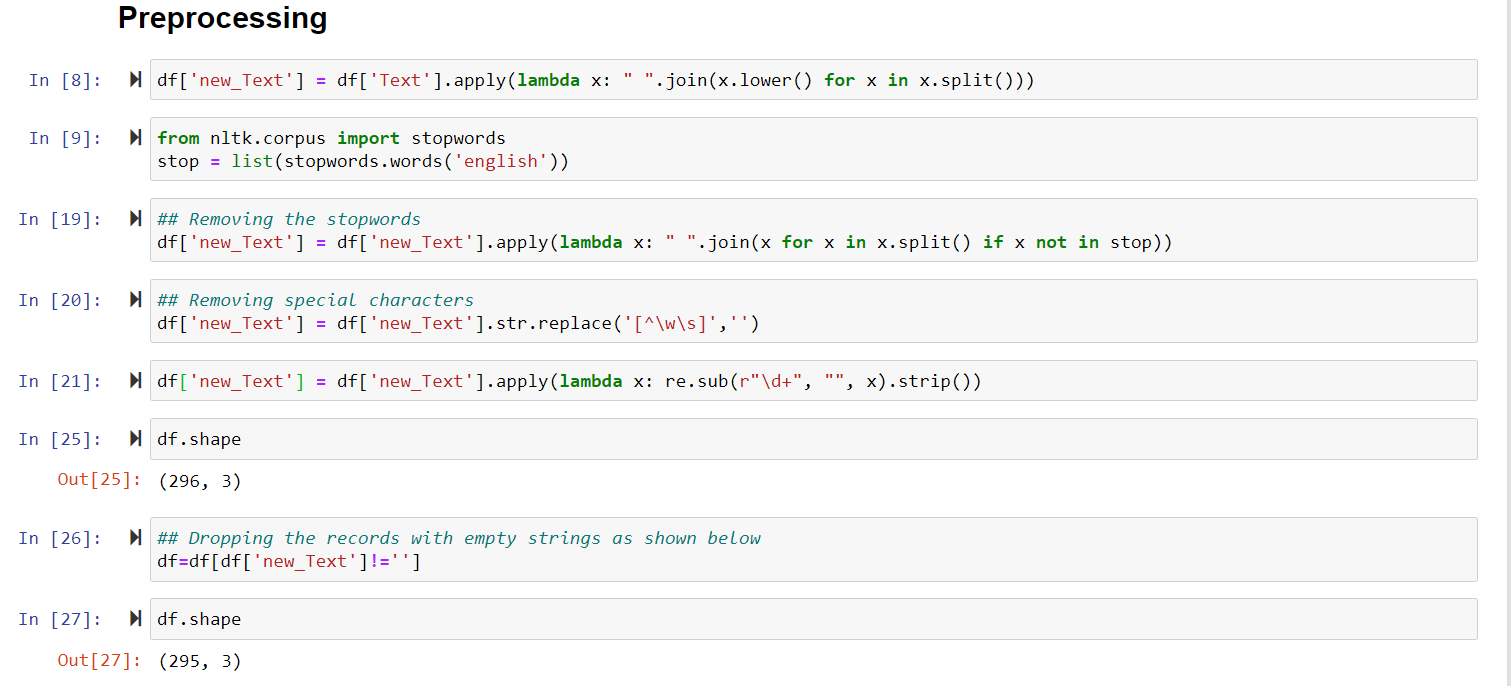 Preprocessing
In [8]: df['new_Text'] = df['Text'].apply(lambda x: " ".join(x.lower() for x in x.split()))
In [9]: from nltk.corpus import stopwords
stop = list(stopwords.words('english'))
In [19]: ## Removing the stopwords
df['new_Text'] = df['new_Text'].apply(lambda x: " ".join(x for x in x.split() if x not in stop))
In [20]: ## Removing special characters
df['new_Text'] = df['new_Text'].str.replace('[^\w\s]','')
In [21]: df['new_Text'] = df['new_Text'].apply(lambda x: re.sub(r"\d+", "", x).strip())
In [25]: df.shape
Out[25]: (296, 3)
In [26]: ## Dropping the records with empty strings as shown below
df=df[df['new_Text']!='']
In [27]: df.shape
Out[27]: (295, 3)